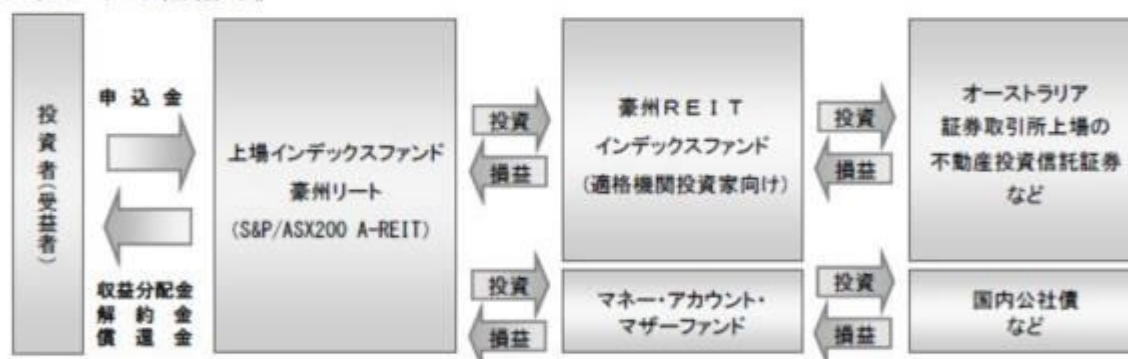 投資者(受益者)
申込金
収益分配金
解約金
償還金
上場インデックスファンド
豪州リート
(S&P/ASX200 A-REIT)
投資
損益
投資
損益
豪州REIT
インデックスファンド
(適格機関投資家向け)
マネー・アカウント・
マザーファンド
投資
損益
投資
損益
オーストラリア
証券取引所上場の
不動産投資信託証券
など
国内公社債
など